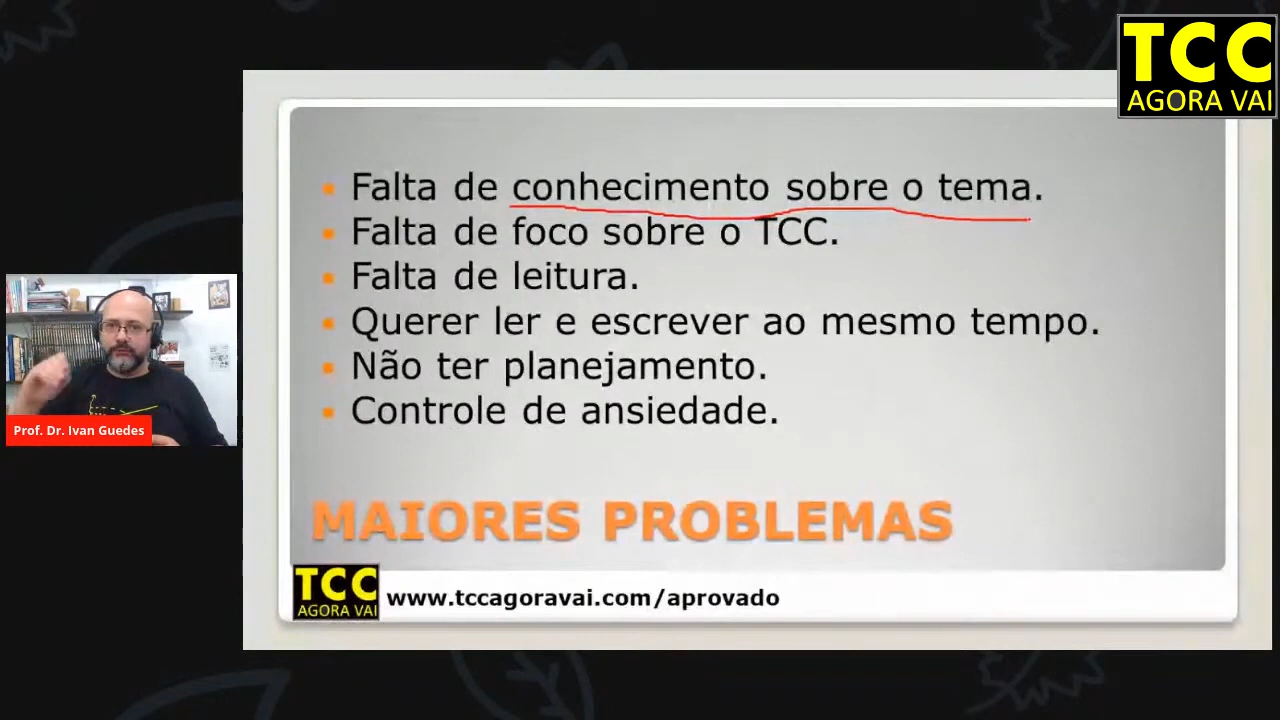 TCC
AGORA VAI
Falta de conhecimento sobre o tema.
Falta de foco sobre o TCC.
Falta de leitura.
Querer ler e escrever ao mesmo tempo.
Não ter planejamento.
Controle de ansiedade.
Prof. Dr. Ivan Guedes
MAIORES PROBLEMAS
TCC
AGORA VAI
www.tccagoravai.com/aprovado